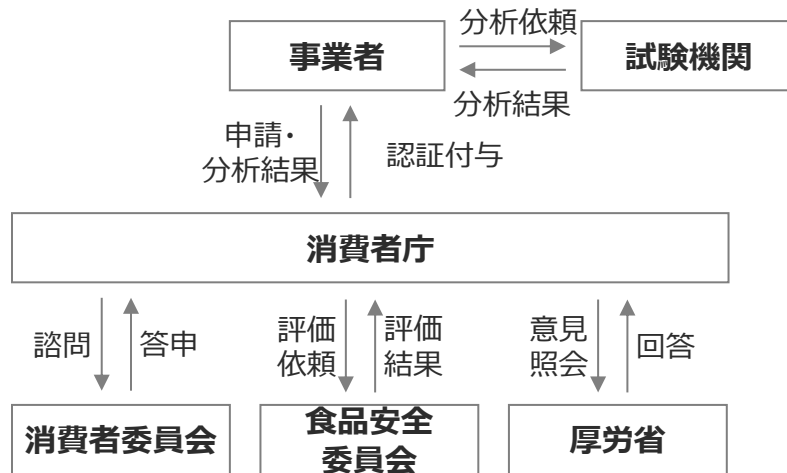 分析依頼
事業者
試験機関
分析結果
申請・
分析結果
認証付与
消費者庁
諮問
答申
評価
依頼
評価
結果
意見
照会
回答
消費者委員会
食品安全
委員会
厚労省